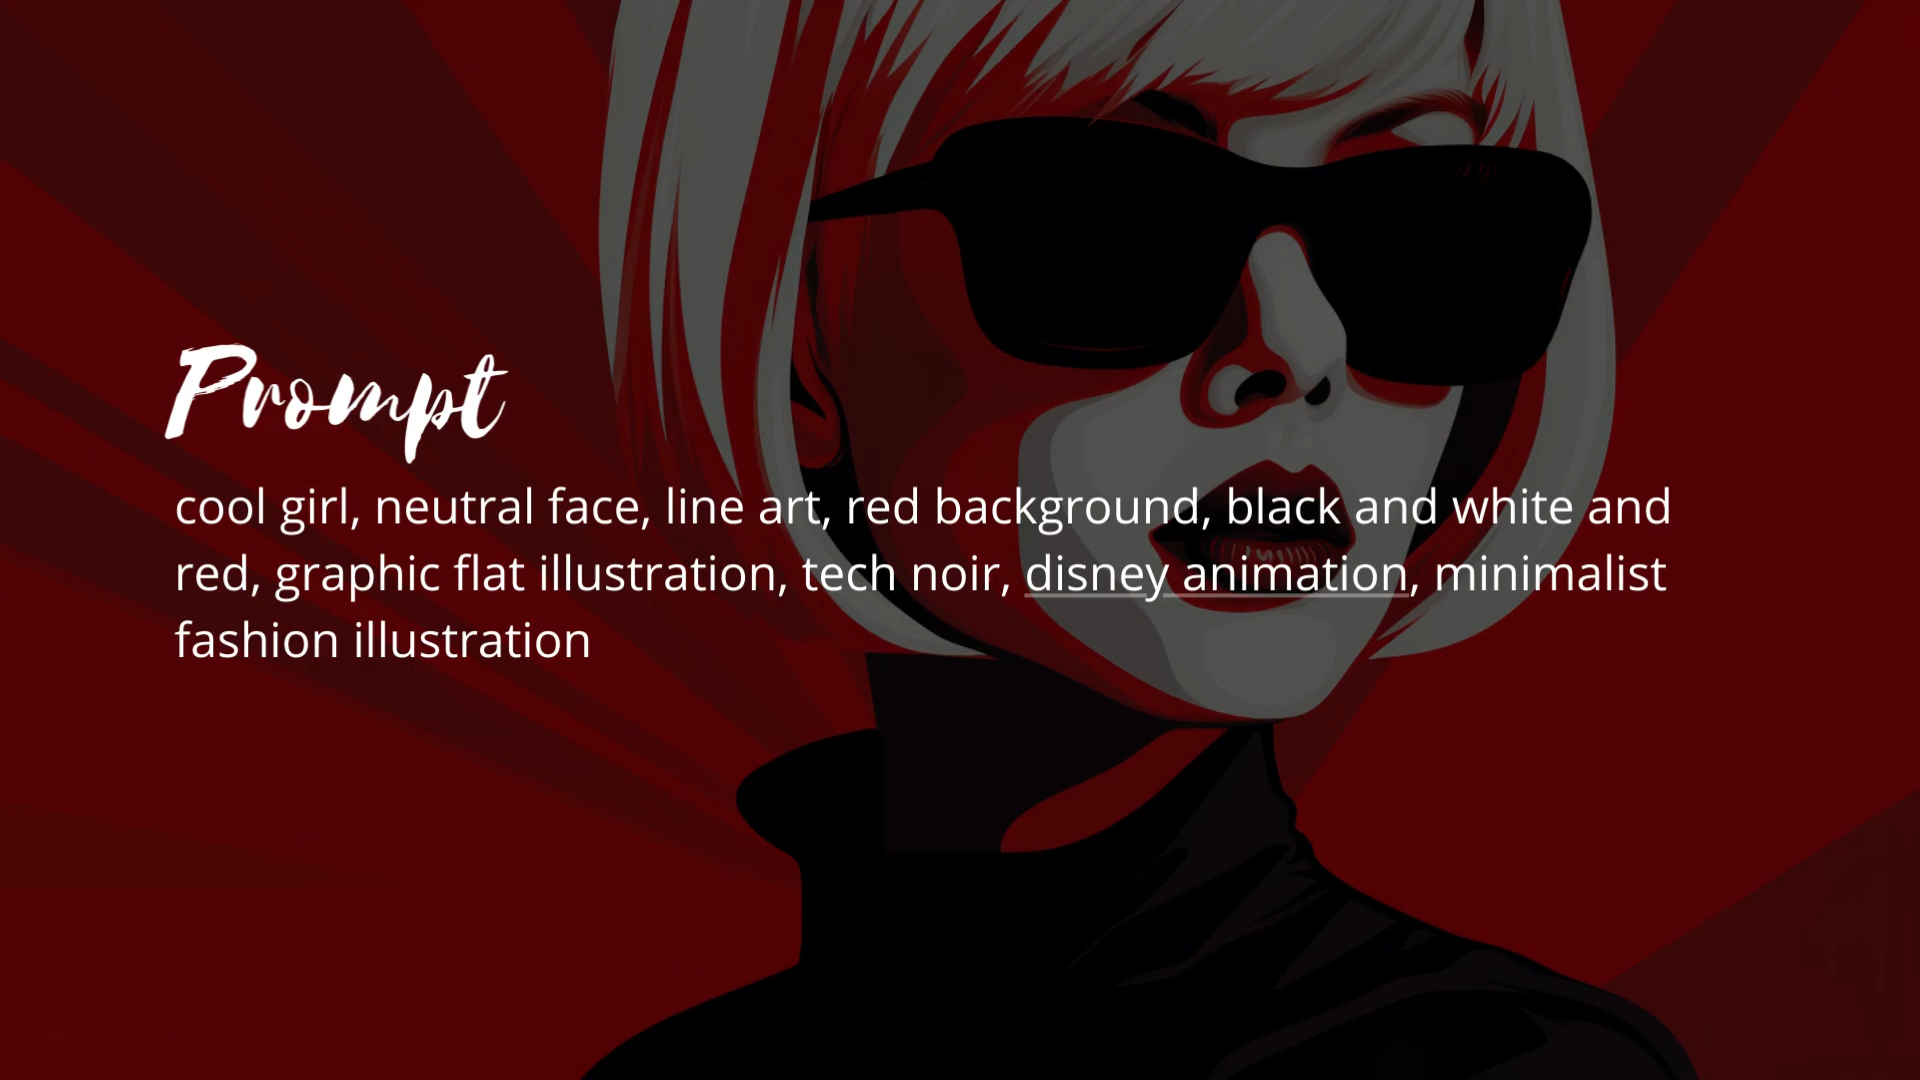 Prompt
cool girl, neutral face, line art, red background, black and white and
red, graphic flat illustration, tech noir, disney animation, minimalist
fashion illustration